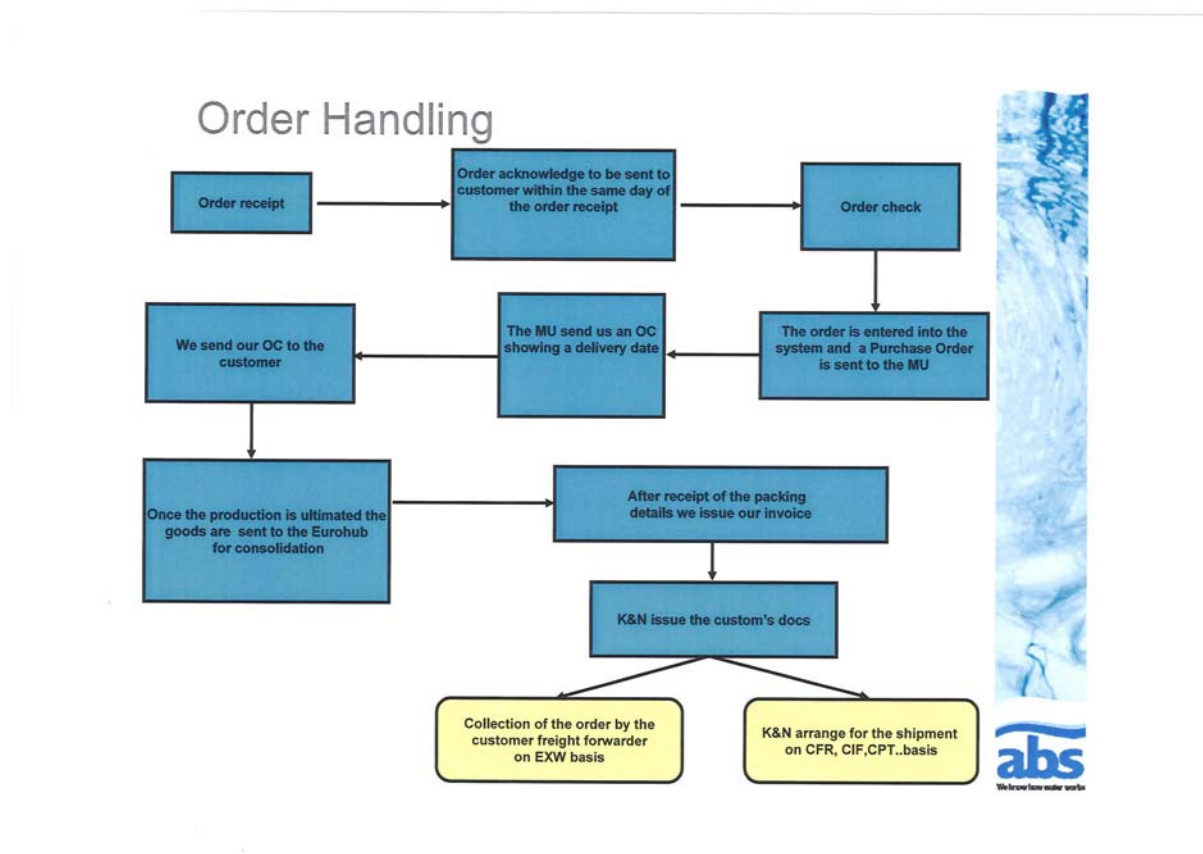 Order Handling
Order receipt
Order acknowledge to be sent to
customer within the same day of
the order receipt
Order check
The order is entered into the
system and a Purchase Order
is sent to the MU
The MU send us an OC
showing a delivery date
We send our OC to the
customer
Once the production is ultimated the
goods are sent to the Eurohub
for consolidation
After receipt of the packing
details we issue our invoice
K&N issue the custom's docs
Collection of the order by the
customer freight forwarder
on EXW basis
K&N arrange for the shipment
on CFR, CIF,CPT..basis
abs
We know how water works